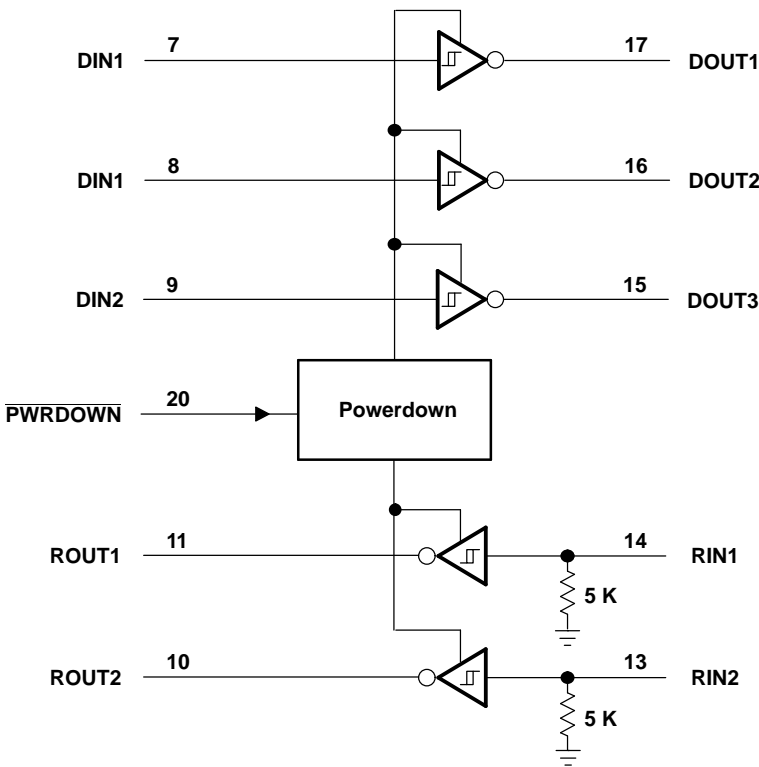 DIN1 7 17 DOUT1
DIN1 8 16 DOUT2
DIN2 9 15 DOUT3
PWRDOWN 20 Powerdown
ROUT1 11 14 RIN1
5 K
ROUT2 10 13 RIN2
5 K